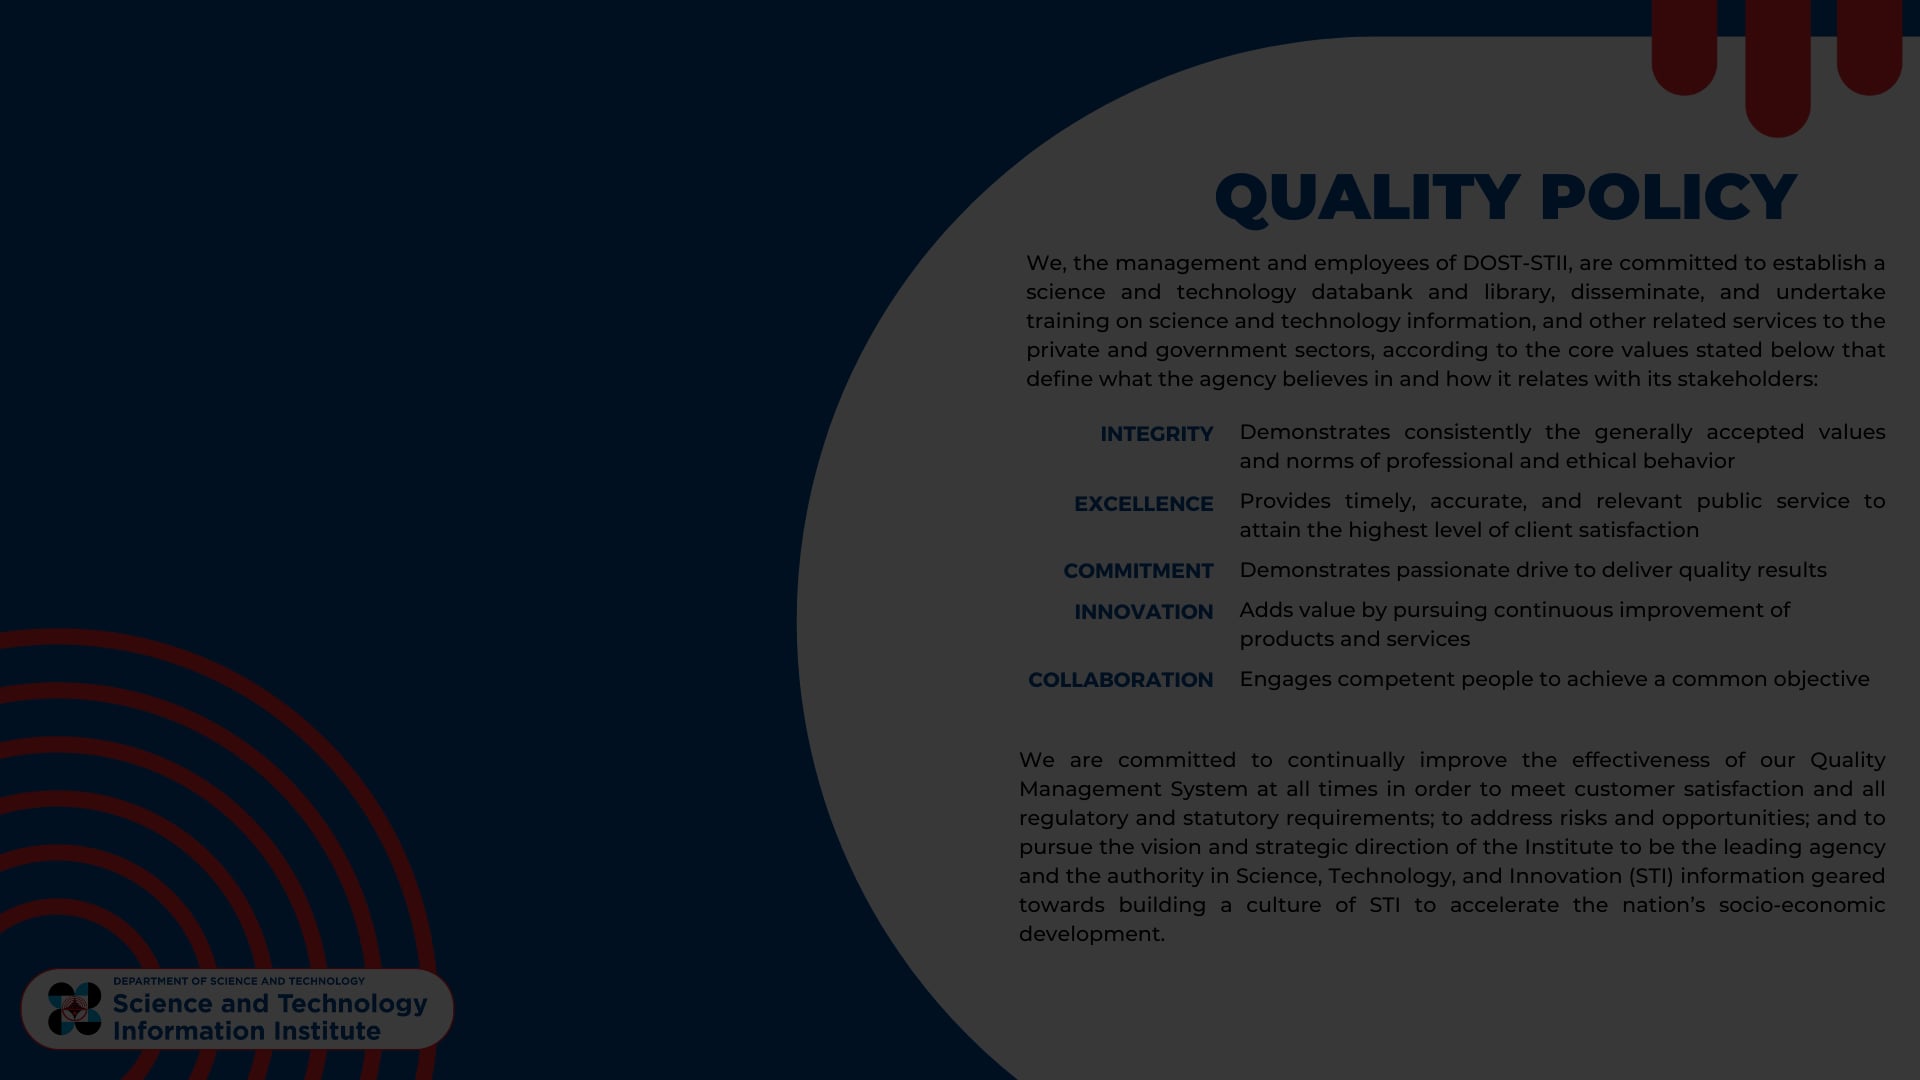 QUALITY POLICY
We, the management and employees of DOST-STII, are committed to establish a
science and technology databank and library, disseminate, and undertake
training on science and technology information, and other related services to the
private and government sectors, according to the core values stated below that
define what the agency believes in and how it relates with its stakeholders:
INTEGRITY Demonstrates consistently the generally accepted values
and norms of professional and ethical behavior
EXCELLENCE Provides timely, accurate, and relevant public service to
attain the highest level of client satisfaction
COMMITMENT Demonstrates passionate drive to deliver quality results
INNOVATION Adds value by pursuing continuous improvement of
products and services
COLLABORATION Engages competent people to achieve a common objective
We are committed to continually improve the effectiveness of our Quality
Management System at all times in order to meet customer satisfaction and all
regulatory and statutory requirements; to address risks and opportunities; and to
pursue the vision and strategic direction of the Institute to be the leading agency
and the authority in Science, Technology, and Innovation (STI) information geared
towards building a culture of STI to accelerate the nation’s socio-economic
development.
DEPARTMENT OF SCIENCE AND TECHNOLOGY
Science and Technology
Information Institute